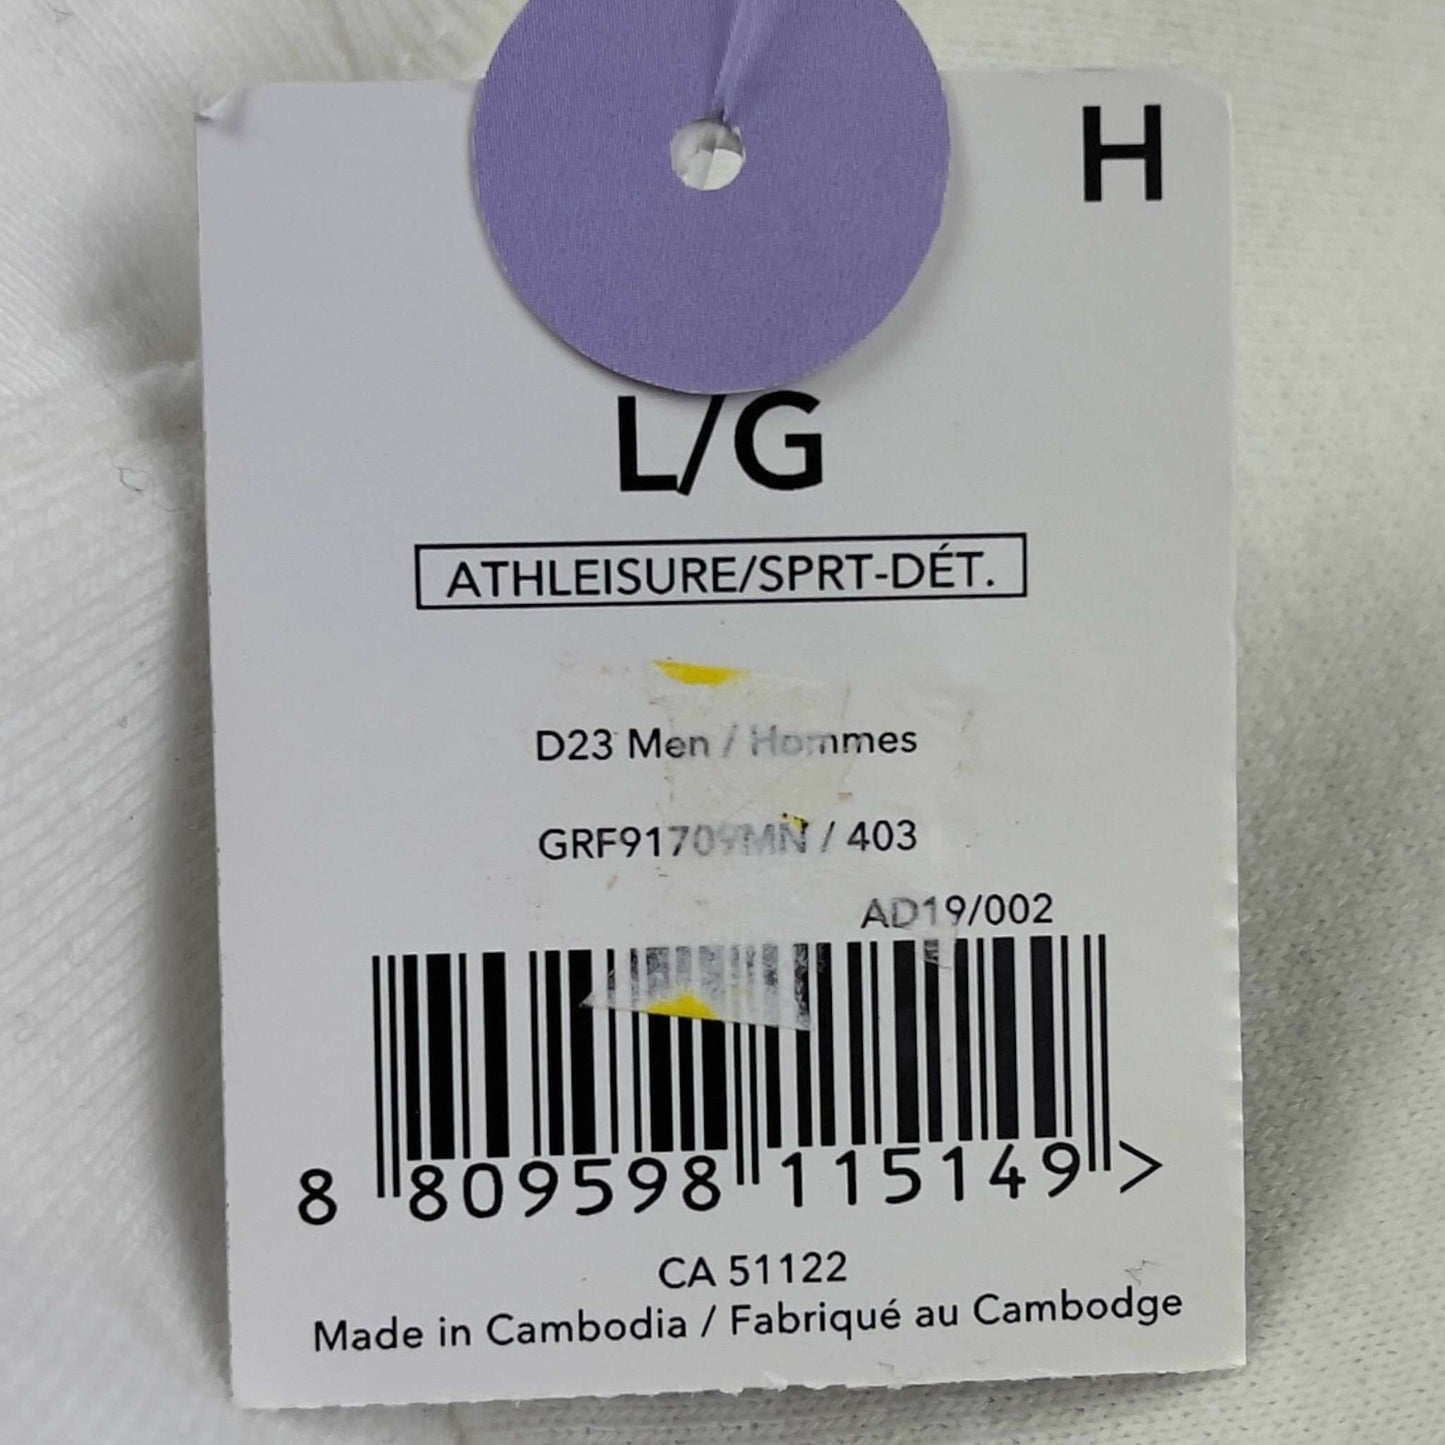 H
L/G
ATHLEISURE/SPRT-DÉT.
D23 Men / Hommes
GRF91709MN / 403
AD19/002
8 809598 115149 >
CA 51122
Made in Cambodia / Fabriqué au Cambodge